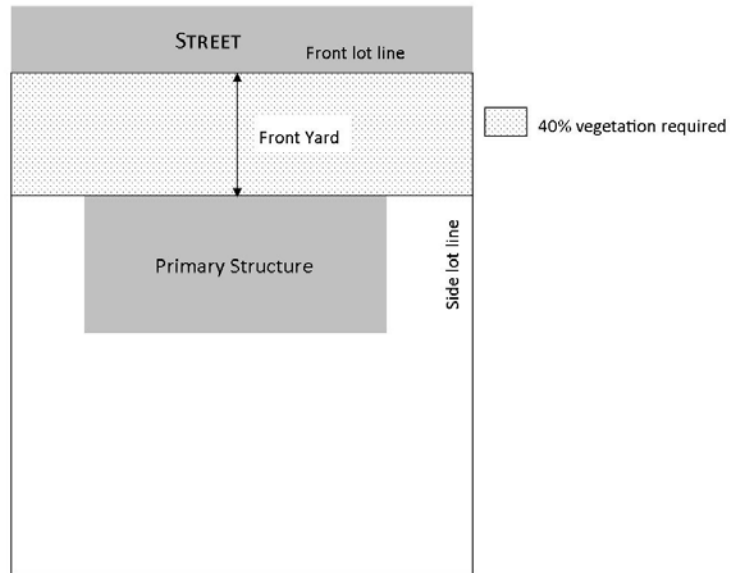 STREET
Front lot line
Front Yard
40% vegetation required
Primary Structure
Side lot line